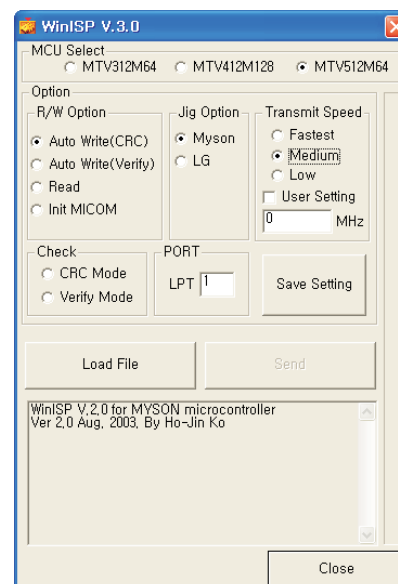 WinISP V.3.0
MCU Select
MTV312M64 MTV412M128 MTV512M64
Option
R/W Option
Auto Write(CRC)
Auto Write(Verify)
Read
Init MICOM
Jig Option
Myson
LG
Transmit Speed
Fastest
Medium
Low
User Setting
0 MHz
Check
CRC Mode
Verify Mode
PORT
LPT 1
Save Setting
Load File Send
WinISP V,2,0 for MYSON microcontroller
Ver 2,0 Aug, 2003, By Ho-Jin Ko
Close